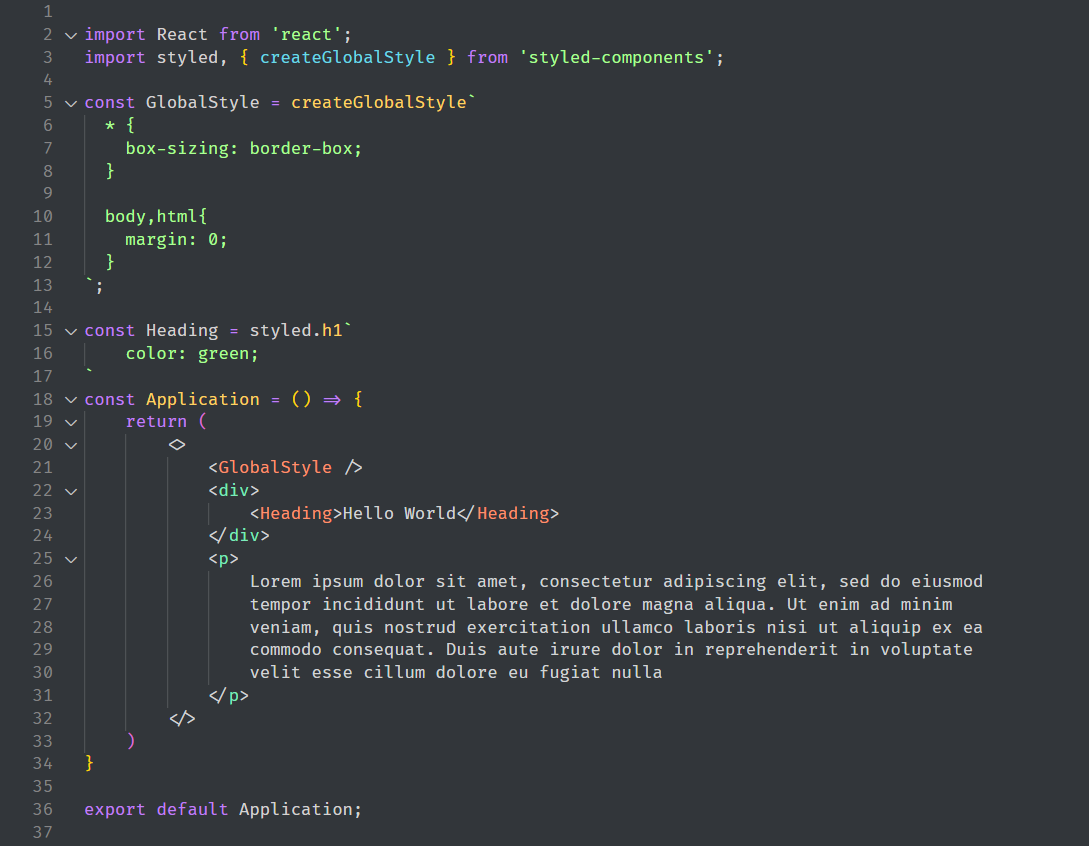 1
2 import React from 'react';
3 import styled, { createGlobalStyle } from 'styled-components';
4
5 const GlobalStyle = createGlobalStyle`
6   * {
7     box-sizing: border-box;
8   }
9
10   body,html{
11     margin: 0;
12   }
13 `;
14
15 const Heading = styled.h1`
16     color: green;
17 `
18 const Application = () => {
19     return (
20         <>
21             <GlobalStyle />
22             <div>
23                 <Heading>Hello World</Heading>
24             </div>
25             <p>
26                 Lorem ipsum dolor sit amet, consectetur adipiscing elit, sed do eiusmod
27                 tempor incididunt ut labore et dolore magna aliqua. Ut enim ad minim
28                 veniam, quis nostrud exercitation ullamco laboris nisi ut aliquip ex ea
29                 commodo consequat. Duis aute irure dolor in reprehenderit in voluptate
30                 velit esse cillum dolore eu fugiat nulla
31             </p>
32         </>
33     )
34 }
35
36 export default Application;
37